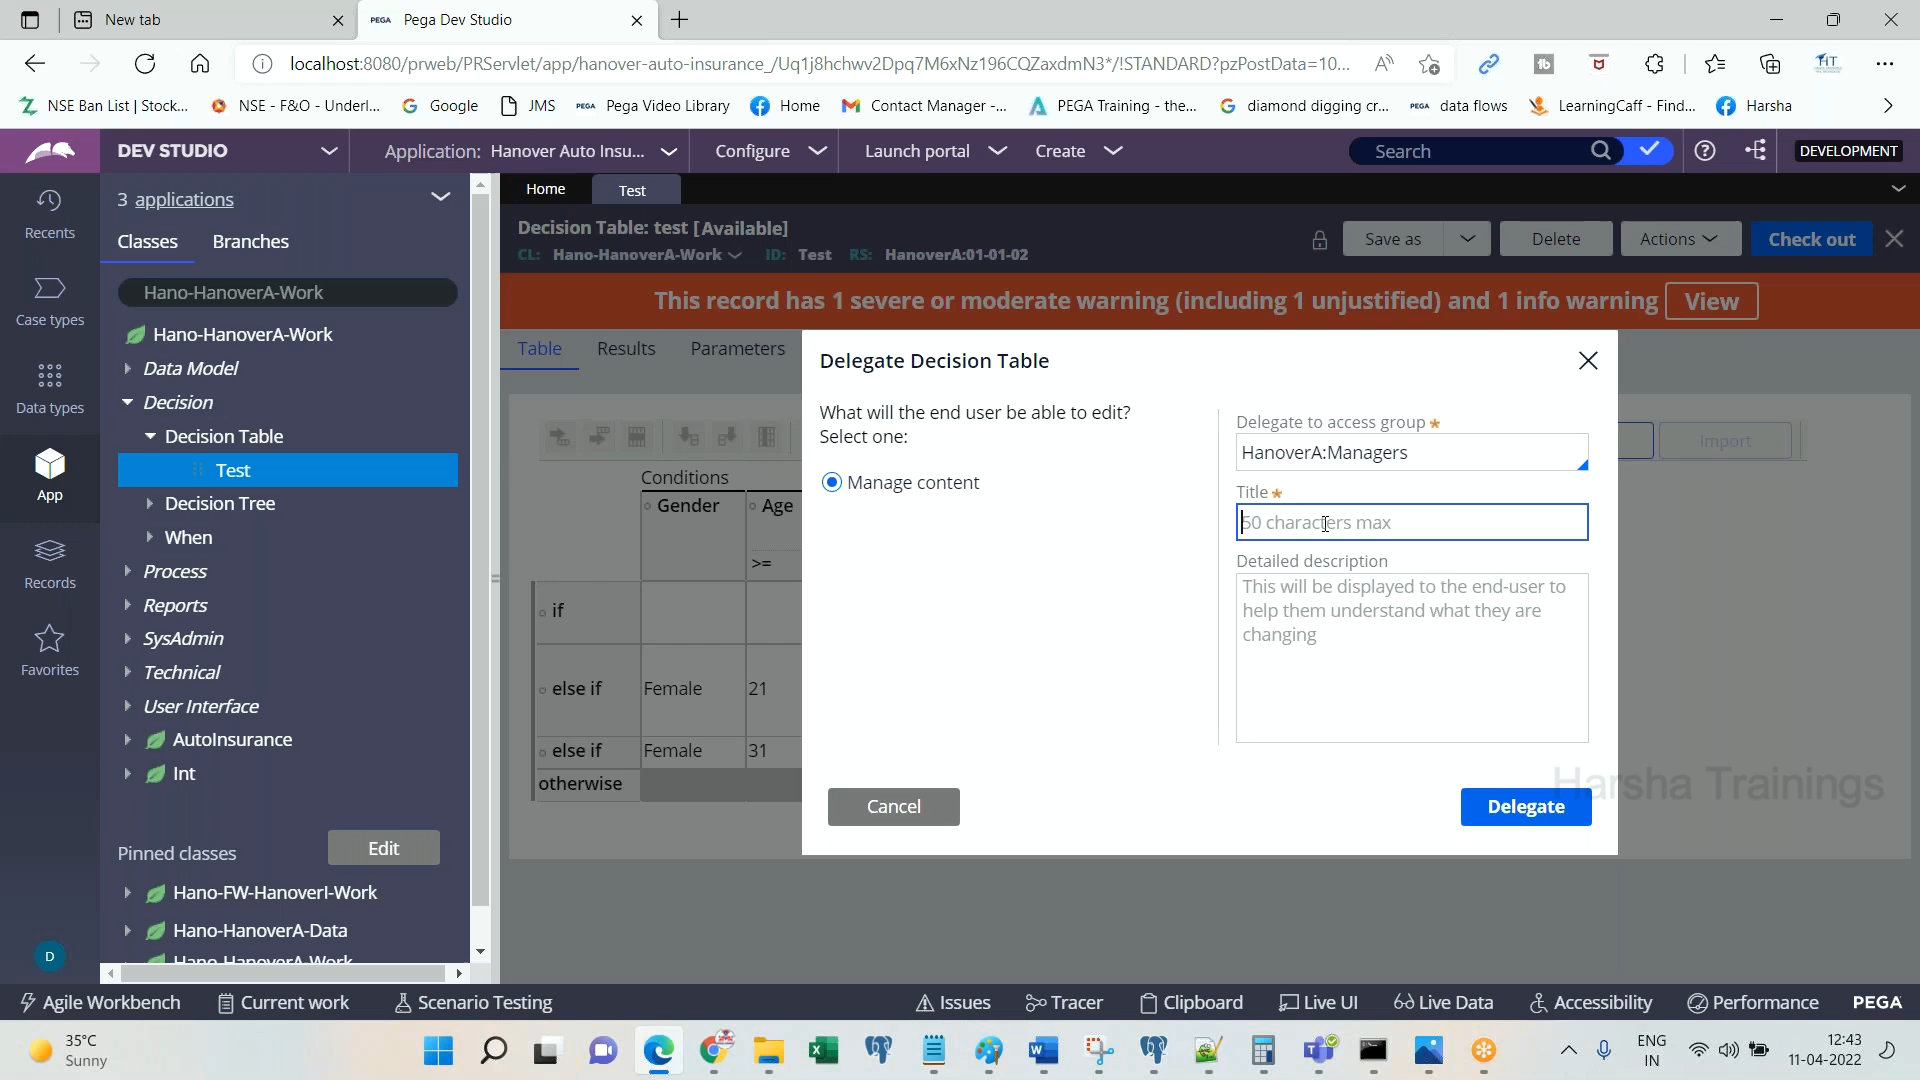 New tab
PEGA Pega Dev Studio
localhost:8080/prweb/PRServlet/app/hanover-auto-insurance_/Uq1j8hchwv2Dpq7M6xNz196CQZaxdmN3*/!STANDARD?pzPostData=10...
NSE Ban List | Stock...
NSE - F&O - Underl...
Google
JMS
PEGA Pega Video Library
Home
Contact Manager -...
PEGA Training - the...
diamond digging cr...
PEGA data flows
LearningCaff - Find...
Harsha
DEV STUDIO
Application: Hanover Auto Insu...
Configure
Launch portal
Create
Search
DEVELOPMENT
Recents
Case types
Data types
App
Records
Favorites
D
3 applications
Classes
Branches
Hano-HanoverA-Work
Hano-HanoverA-Work
Data Model
Decision
Decision Table
Test
Decision Tree
When
Process
Reports
SysAdmin
Technical
User Interface
AutoInsurance
Int
Pinned classes
Edit
Hano-FW-HanoverI-Work
Hano-HanoverA-Data
Hano-HanoverA-Work
Home
Test
Decision Table: test [Available]
CL: Hano-HanoverA-Work ID: Test RS: HanoverA:01-01-02
Save as
Delete
Actions
Check out
This record has 1 severe or moderate warning (including 1 unjustified) and 1 info warning
View
Table
Results
Parameters
Import
Conditions
Gender
Age
>=
if
else if Female 21
else if Female 31
otherwise
Delegate Decision Table
What will the end user be able to edit?
Select one:
Manage content
Delegate to access group *
HanoverA:Managers
Title *
50 characters max
Detailed description
This will be displayed to the end-user to
help them understand what they are
changing
Cancel
Delegate
Harsha Trainings
Agile Workbench
Current work
Scenario Testing
Issues
Tracer
Clipboard
Live UI
Live Data
Accessibility
Performance
PEGA
35°C
Sunny
ENG
IN
12:43
11-04-2022